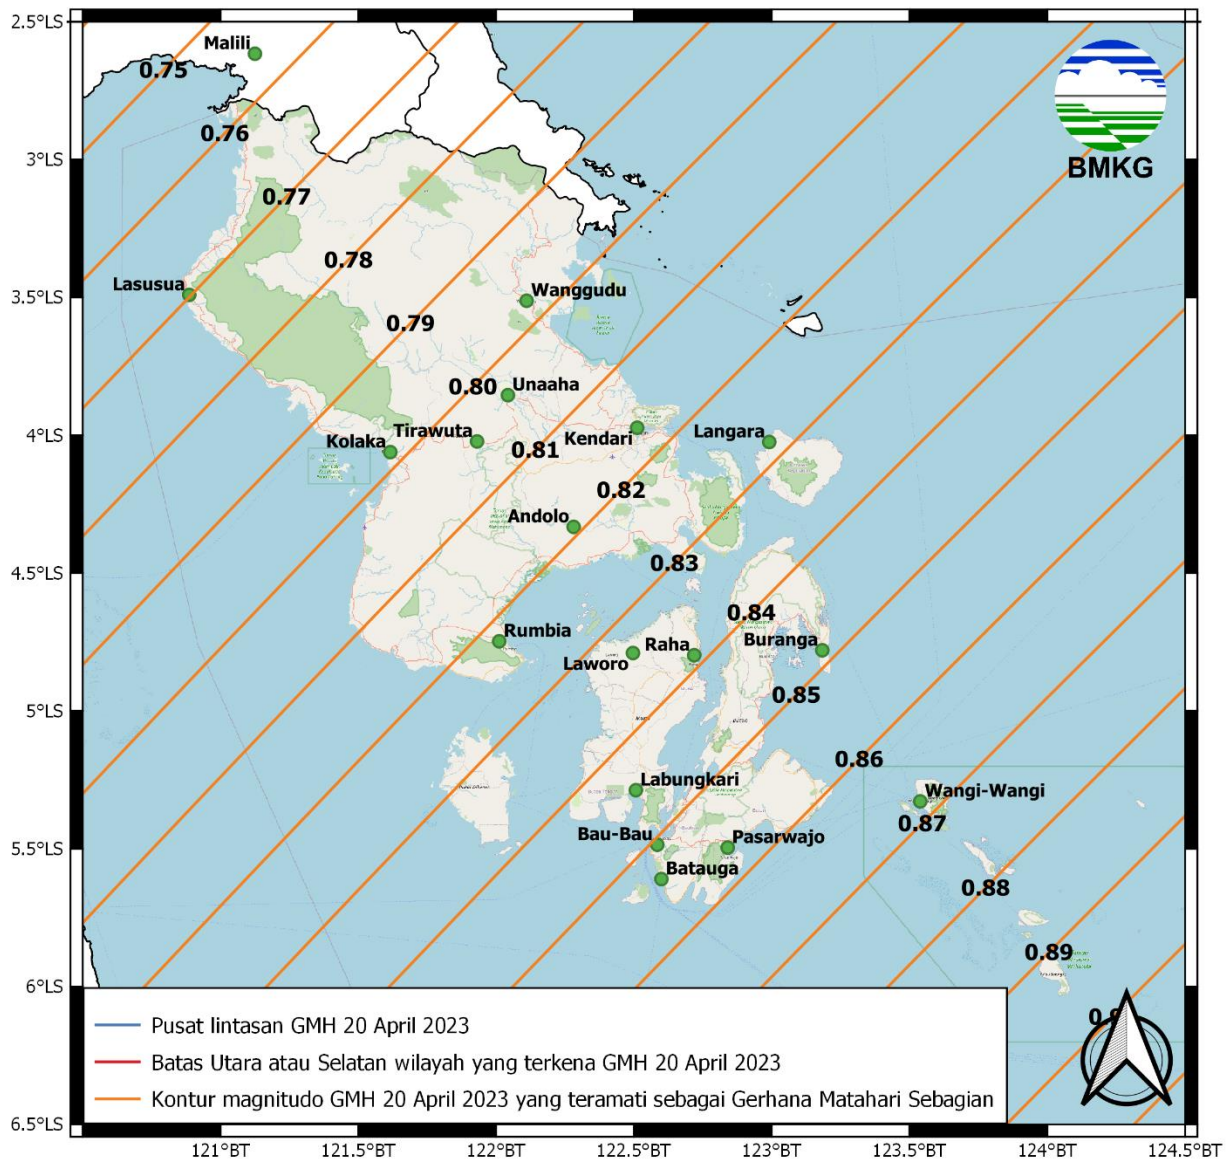 2.5°LS
Malili
0.75
0.76
BMKG
3°LS
0.77
0.78
Lasusua
Wanggudu
3.5°LS
0.79
0.80
Unaaha
Kolaka
Tirawuta
Kendari
Langara
4°LS
0.81
0.82
Andolo
0.83
4.5°LS
0.84
Rumbia
Raha
Buranga
Laworo
0.85
5°LS
0.86
Labungkari
Wangi-Wangi
0.87
Bau-Bau
Pasarwajo
5.5°LS
Batauga
0.88
0.89
6°LS
Pusat lintasan GMH 20 April 2023
Batas Utara atau Selatan wilayah yang terkena GMH 20 April 2023
Kontur magnitudo GMH 20 April 2023 yang teramati sebagai Gerhana Matahari Sebagian
6.5°LS
121°BT
121.5°BT
122°BT
122.5°BT
123°BT
123.5°BT
124°BT
124.5°BT